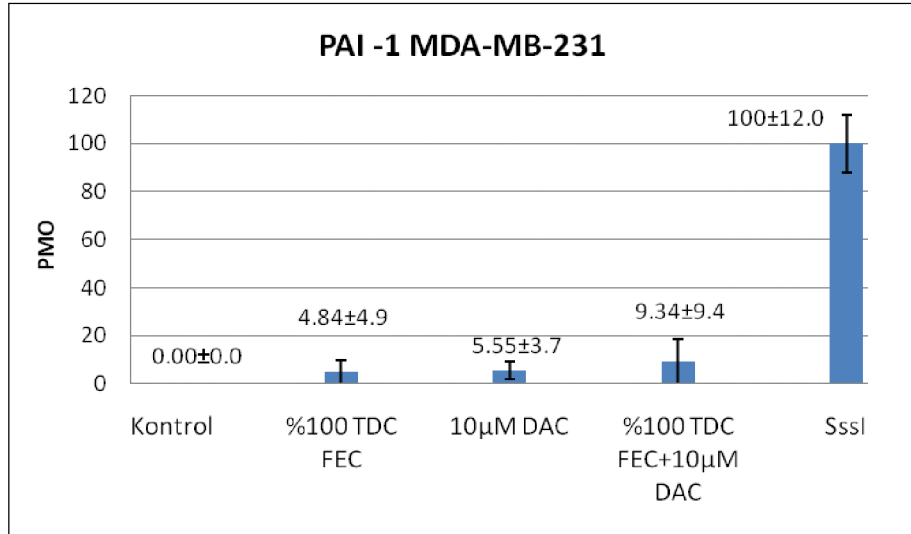 PAI -1 MDA-MB-231
PMO
120
100
80
60
40
20
0
0.00±0.0
4.84±4.9
5.55±3.7
9.34±9.4
100±12.0
Kontrol
%100 TDC
FEC
10µM DAC
%100 TDC
FEC+10µM
DAC
SssI